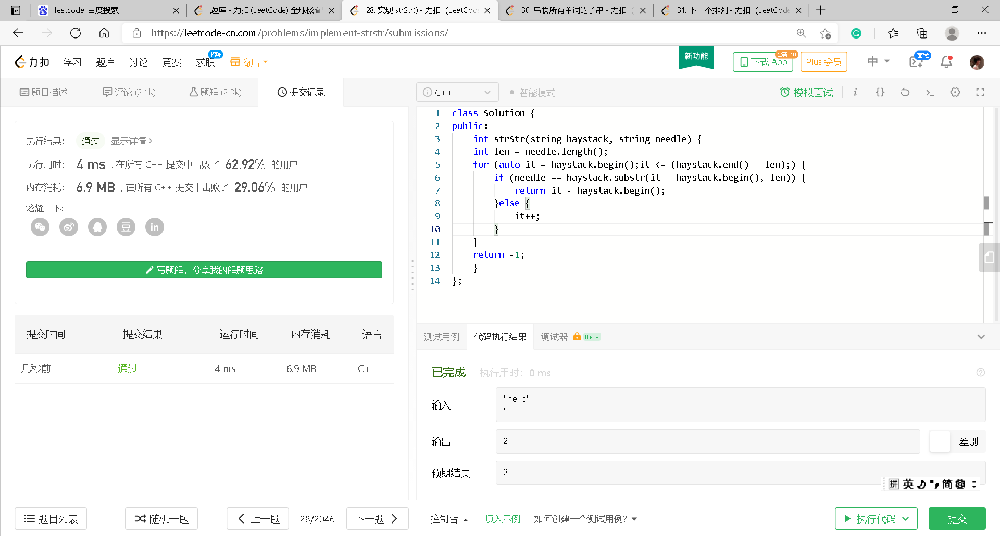 leetcode_百度搜索
题库 - 力扣 (LeetCode) 全球极客
28. 实现 strStr() - 力扣（LeetCode
30. 串联所有单词的子串 - 力扣（
31. 下一个排列 - 力扣（LeetCode
https://leetcode-cn.com/problems/implement-strstr/submissions/
力扣
学习
题库
讨论
竞赛
求职
招聘
商店
新功能
下载 App
全新 2.0
Plus 会员
中
面试
题目描述
评论 (2.1k)
题解 (2.3k)
提交记录
C++
智能模式
模拟面试
执行结果：
通过
显示详情 >
执行用时：
4 ms
, 在所有 C++ 提交中击败了
62.92%
的用户
内存消耗：
6.9 MB
, 在所有 C++ 提交中击败了
29.06%
的用户
炫耀一下:
豆
in
写题解，分享我的解题思路
提交时间
提交结果
运行时间
内存消耗
语言
几秒前
通过
4 ms
6.9 MB
C++
1 class Solution {
2 public:
3 int strStr(string haystack, string needle) {
4 int len = needle.length();
5 for (auto it = haystack.begin();it <= (haystack.end() - len);) {
6 if (needle == haystack.substr(it - haystack.begin(), len)) {
7 return it - haystack.begin();
8 }else {
9 it++;
10 }
11 }
12 return -1;
13 }
14 };
测试用例
代码执行结果
调试器
Beta
已完成
执行用时：0 ms
输入
"hello"
"ll"
输出
2
差别
预期结果
2
拼 英 简
题目列表
随机一题
上一题
28/2046
下一题
控制台
填入示例
如何创建一个测试用例?
执行代码
提交